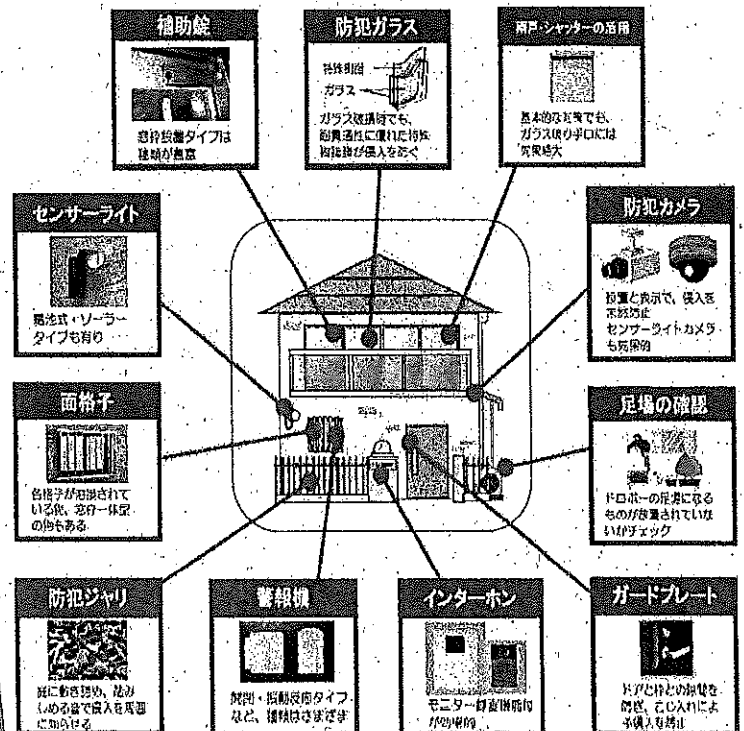 補助錠
窓枠設置タイプは
種類が豊富
防犯ガラス
特殊樹脂
ガラス
ガラス破損時でも、
耐貫通性に優れた特殊
樹脂膜が侵入を防ぐ
雨戸・シャッターの活用
基本的な対策でも、
ガラス破り手口には
効果絶大
センサーライト
電池式・ソーラー
タイプも有り
防犯カメラ
設置と表示で、侵入を
未然防止
センサーライトカメラ
も効果的
面格子
各格子が溶接されて
いる他、窓枠一体型
の物もある
足場の確認
ドロボーの足場になる
ものが放置されていな
いかチェック
防犯ジャリ
庭に敷き詰め、踏み
しめる音で侵入を周囲
に知らせる
警報機
開閉・振動反応タイプ
など、種類はさまざま
インターホン
モニター録画機能付
が効果的
ガードプレート
ドアと枠との隙間を
防ぎ、こじ入れによ
る侵入を防止